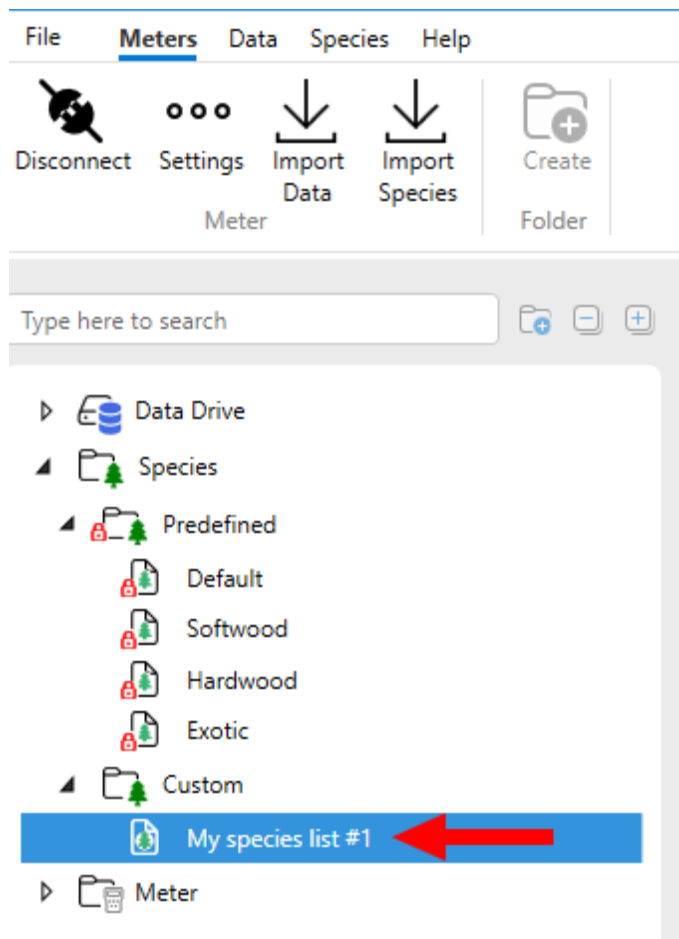 File Meters Data Species Help
Disconnect Settings Import Data Import Species Create
Meter Folder
Type here to search
Data Drive
Species
Predefined
Default
Softwood
Hardwood
Exotic
Custom
My species list #1
Meter